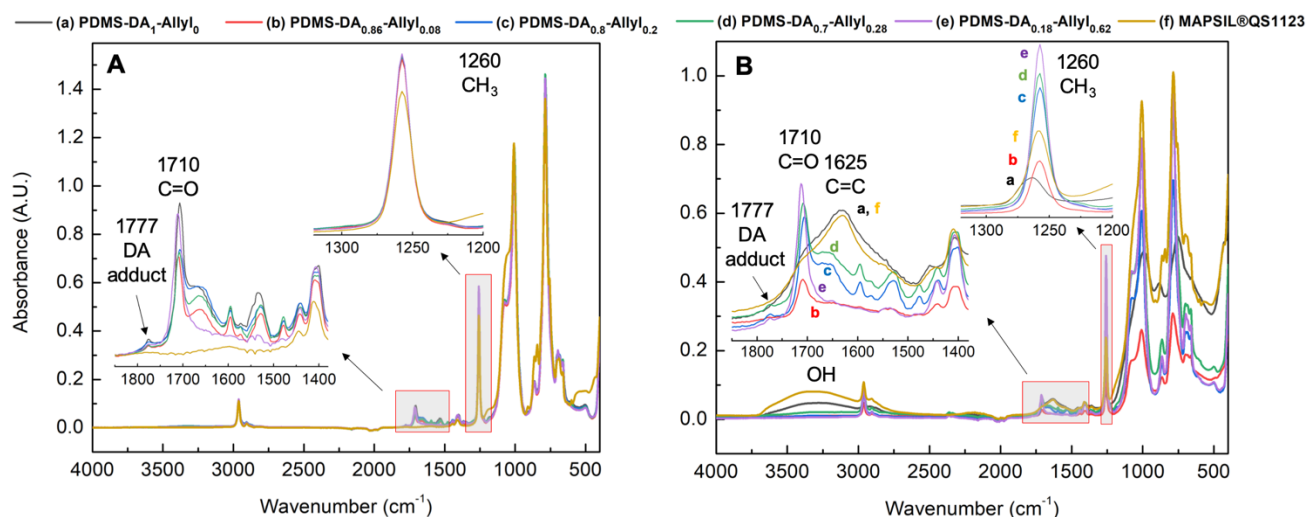 (a) PDMS-DA₁-Allyl₀ (b) PDMS-DA₀.₈₆-Allyl₀.₀₈ (c) PDMS-DA₀.₈-Allyl₀.₂ (d) PDMS-DA₀.₇-Allyl₀.₂₈ (e) PDMS-DA₀.₁₈-Allyl₀.₆₂ (f) MAPSIL®QS1123
A
1260
CH₃
1710
C=O
1777
DA
adduct
1300 1250 1200
1800 1700 1600 1500 1400
1.4
1.2
1.0
0.8
0.6
0.4
0.2
0.0
Absorbance (A.U.)
4000 3500 3000 2500 2000 1500 1000 500
Wavenumber (cm⁻¹)
B
1260
CH₃
e
d
c
f
b
a
1710
C=O
1625
C=C
a, f
1777
DA
adduct
d
c
e
b
1300 1250 1200
1800 1700 1600 1500 1400
OH
1.0
0.8
0.6
0.4
0.2
0.0
4000 3500 3000 2500 2000 1500 1000 500
Wavenumber (cm⁻¹)